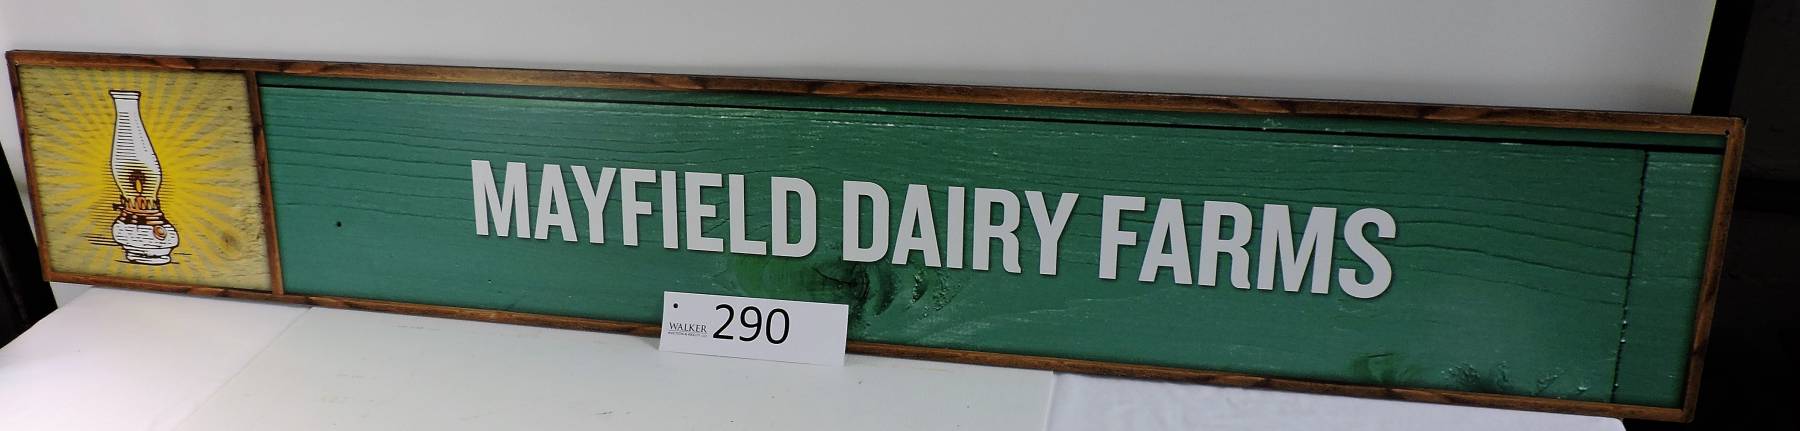 MAYFIELD DAIRY FARMS
WALKER
290